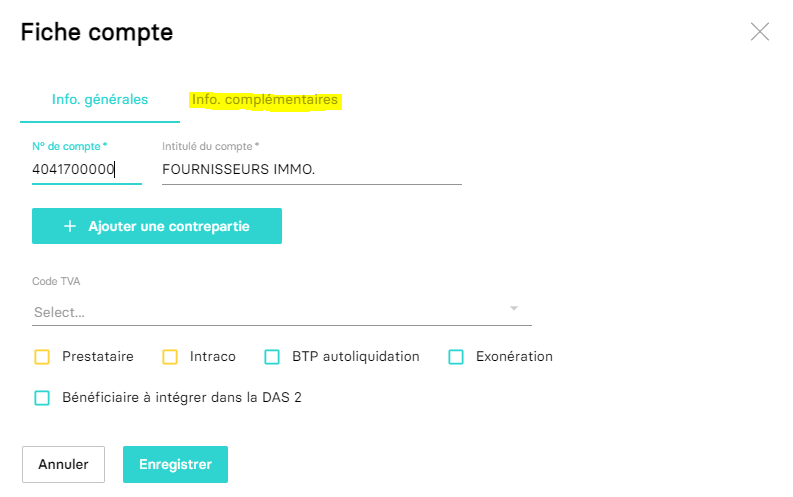 Fiche compte
Info. générales
Info. complémentaires
N° de compte *
Intitulé du compte *
4041700000
FOURNISSEURS IMMO.
+ Ajouter une contrepartie
Code TVA
Select...
Prestataire
Intraco
BTP autoliquidation
Exonération
Bénéficiaire à intégrer dans la DAS 2
Annuler
Enregistrer